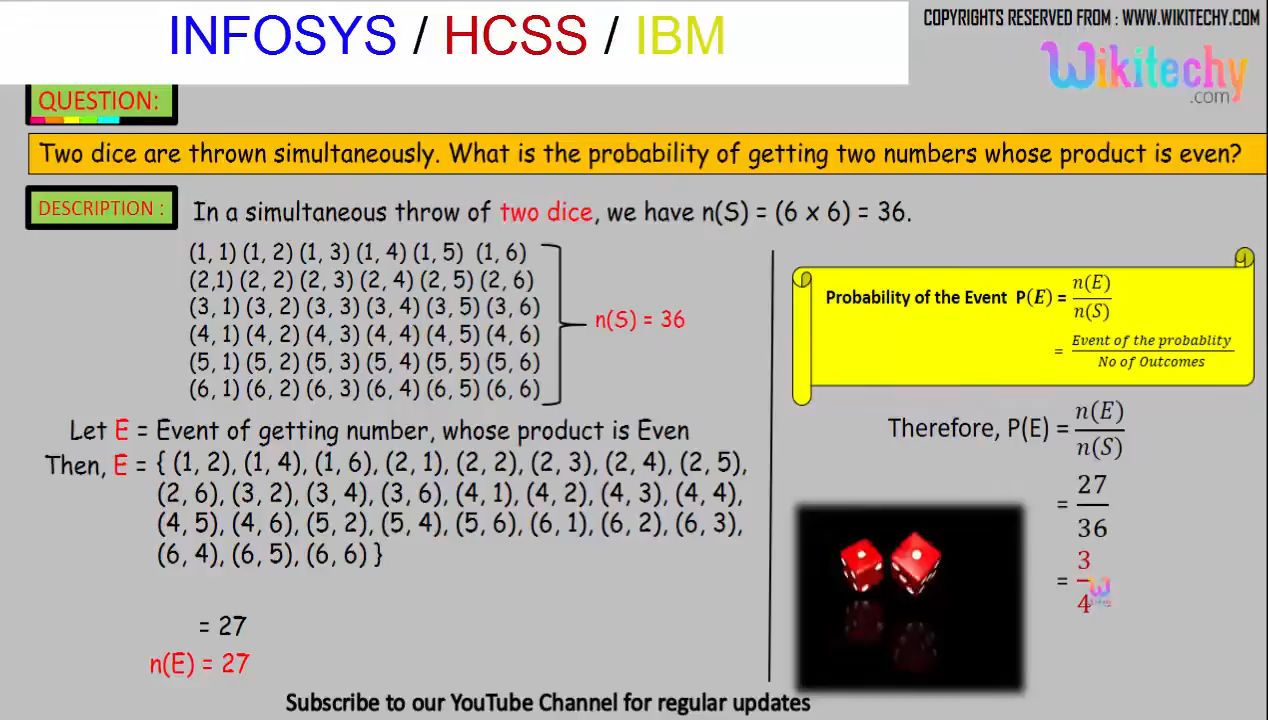 INFOSYS / HCSS / IBM
COPYRIGHTS RESERVED FROM : WWW.WIKITECHY.COM
Wikitechy
.com
QUESTION:
Two dice are thrown simultaneously. What is the probability of getting two numbers whose product is even?
DESCRIPTION :
In a simultaneous throw of two dice, we have n(S) = (6 x 6) = 36.
(1, 1) (1, 2) (1, 3) (1, 4) (1, 5) (1, 6)
(2,1) (2, 2) (2, 3) (2, 4) (2, 5) (2, 6)
(3, 1) (3, 2) (3, 3) (3, 4) (3, 5) (3, 6)
(4, 1) (4, 2) (4, 3) (4, 4) (4, 5) (4, 6)
(5, 1) (5, 2) (5, 3) (5, 4) (5, 5) (5, 6)
(6, 1) (6, 2) (6, 3) (6, 4) (6, 5) (6, 6)
n(S) = 36
Let E = Event of getting number, whose product is Even
Then, E = { (1, 2), (1, 4), (1, 6), (2, 1), (2, 2), (2, 3), (2, 4), (2, 5),
(2, 6), (3, 2), (3, 4), (3, 6), (4, 1), (4, 2), (4, 3), (4, 4),
(4, 5), (4, 6), (5, 2), (5, 4), (5, 6), (6, 1), (6, 2), (6, 3),
(6, 4), (6, 5), (6, 6) }
= 27
n(E) = 27
Probability of the Event P(E) = n(E)
n(S)
= Event of the probablity
No of Outcomes
Therefore, P(E) = n(E)
n(S)
= 27
36
= 3
4
Subscribe to our YouTube Channel for regular updates